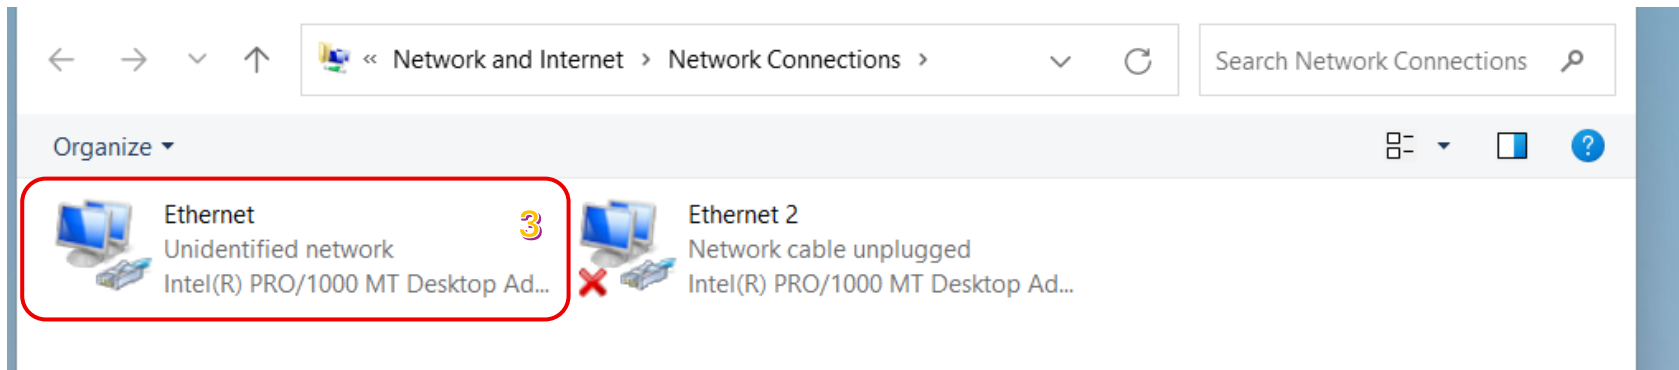 « Network and Internet > Network Connections >
Search Network Connections
Organize
?
Ethernet
Unidentified network
Intel(R) PRO/1000 MT Desktop Ad...
3
Ethernet 2
Network cable unplugged
Intel(R) PRO/1000 MT Desktop Ad...